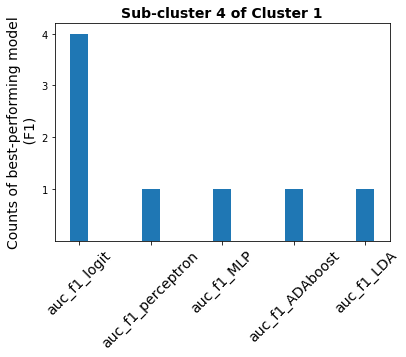 Sub-cluster 4 of Cluster 1
Counts of best-performing model
(F1)
4
3
2
1
auc_f1_logit
auc_f1_perceptron
auc_f1_MLP
auc_f1_ADAboost
auc_f1_LDA